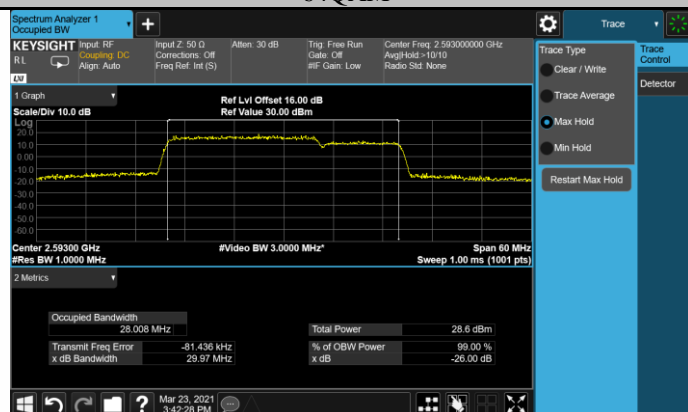 Spectrum Analyzer 1
Occupied BW
Trace
KEYSIGHT
RL
LXI
Input: RF
Coupling: DC
Align: Auto
Input Z: 50 Ω
Corrections: Off
Freq Ref: Int (S)
Atten: 30 dB
Trig: Free Run
Gate: Off
#IF Gain: Low
Center Freq: 2.593000000 GHz
Avg|Hold:>10/10
Radio Std: None
Trace Type
Clear / Write
Trace Average
Max Hold
Min Hold
Restart Max Hold
Trace Control
Detector
1 Graph
Scale/Div 10.0 dB
Ref Lvl Offset 16.00 dB
Ref Value 30.00 dBm
Log
20.0
10.0
0.00
-10.0
-20.0
-30.0
-40.0
-50.0
-60.0
Center 2.59300 GHz
#Res BW 1.0000 MHz
#Video BW 3.0000 MHz*
Span 60 MHz
Sweep 1.00 ms (1001 pts)
2 Metrics
Occupied Bandwidth
28.008 MHz
Total Power 28.6 dBm
Transmit Freq Error -81.436 kHz
% of OBW Power 99.00 %
x dB Bandwidth 29.97 MHz
x dB -26.00 dB
?
Mar 23, 2021
3:42:28 PM